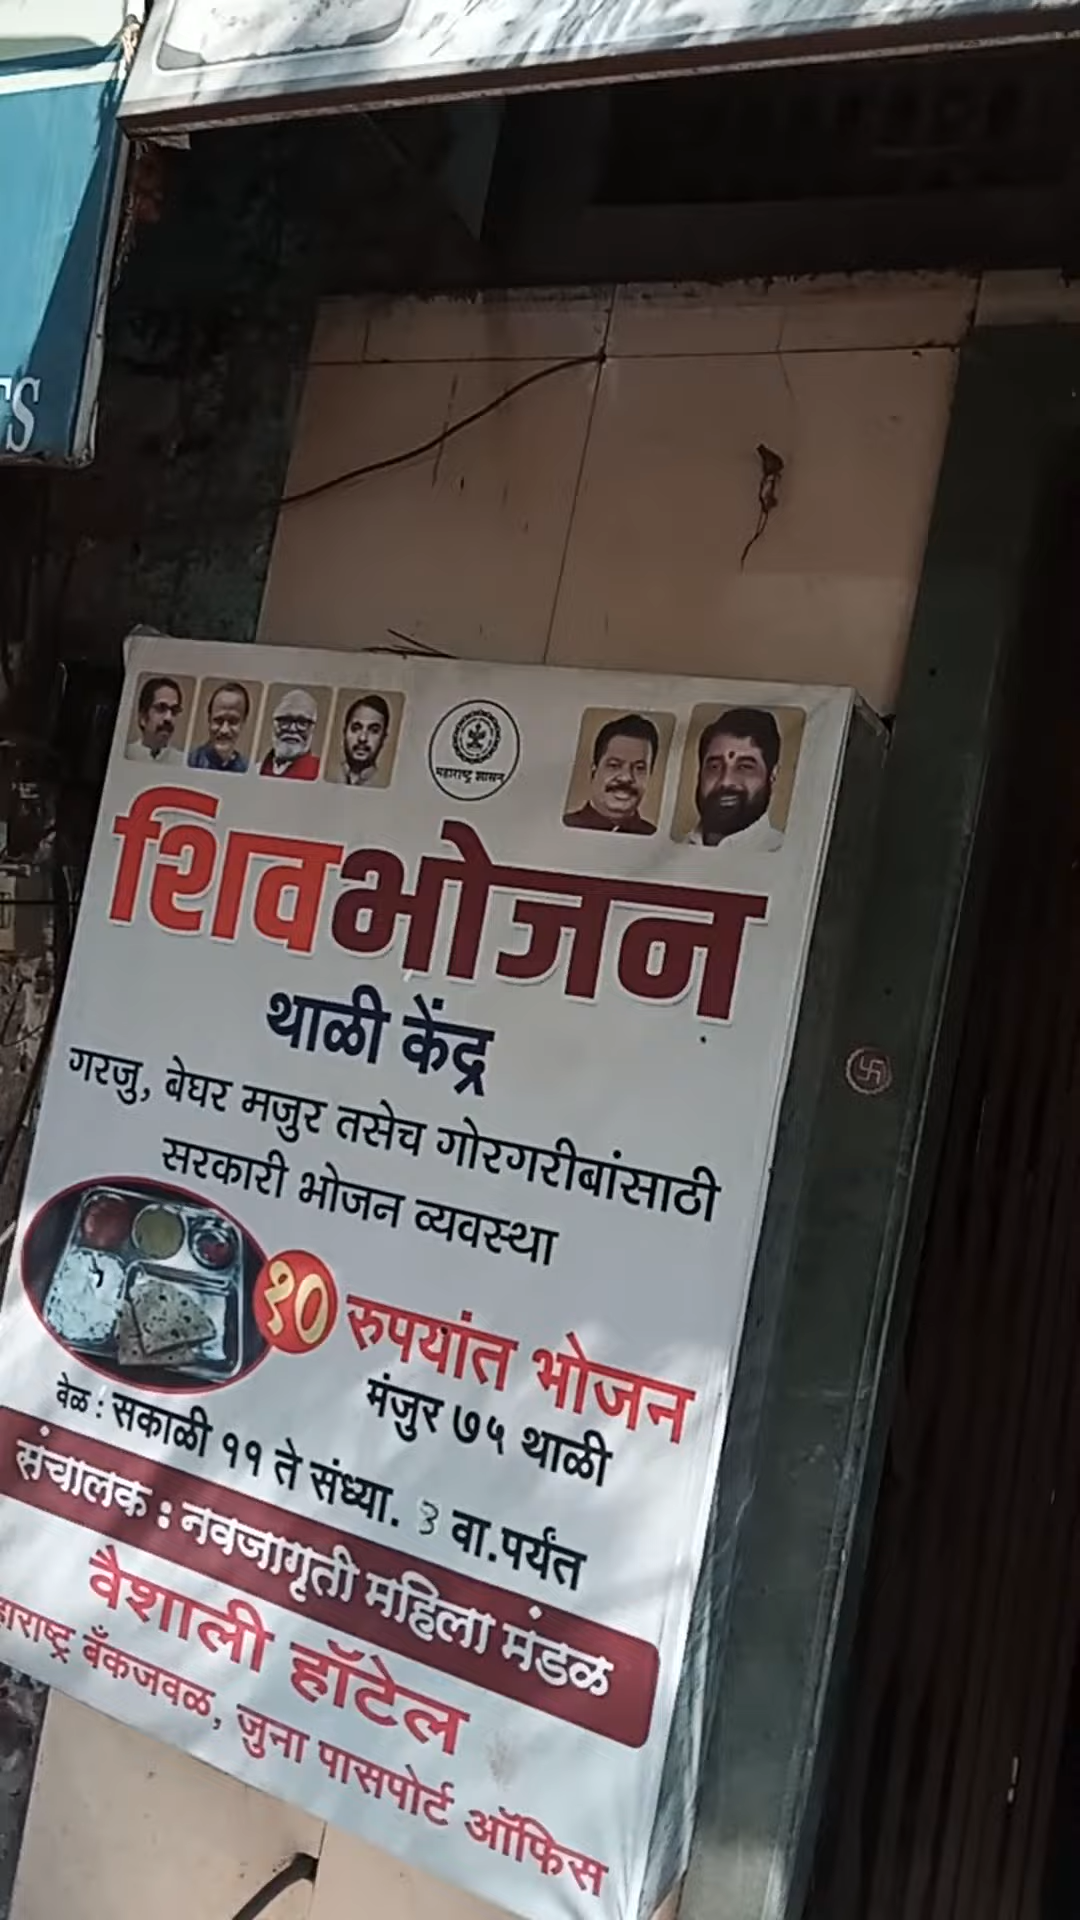 TS
महाराष्ट्र शासन
शिवभोजन
थाळी केंद्र
गरजु, बेघर मजुर तसेच गोरगरीबांसाठी
सरकारी भोजन व्यवस्था
१० रुपयांत भोजन
मंजुर ७५ थाळी
वेळ : सकाळी ११ ते संध्या. ३ वा.पर्यंत
संचालक : नवजागृती महिला मंडळ
वैशाली हॉटेल
हाराष्ट्र बँकजवळ, जुना पासपोर्ट ऑफिस